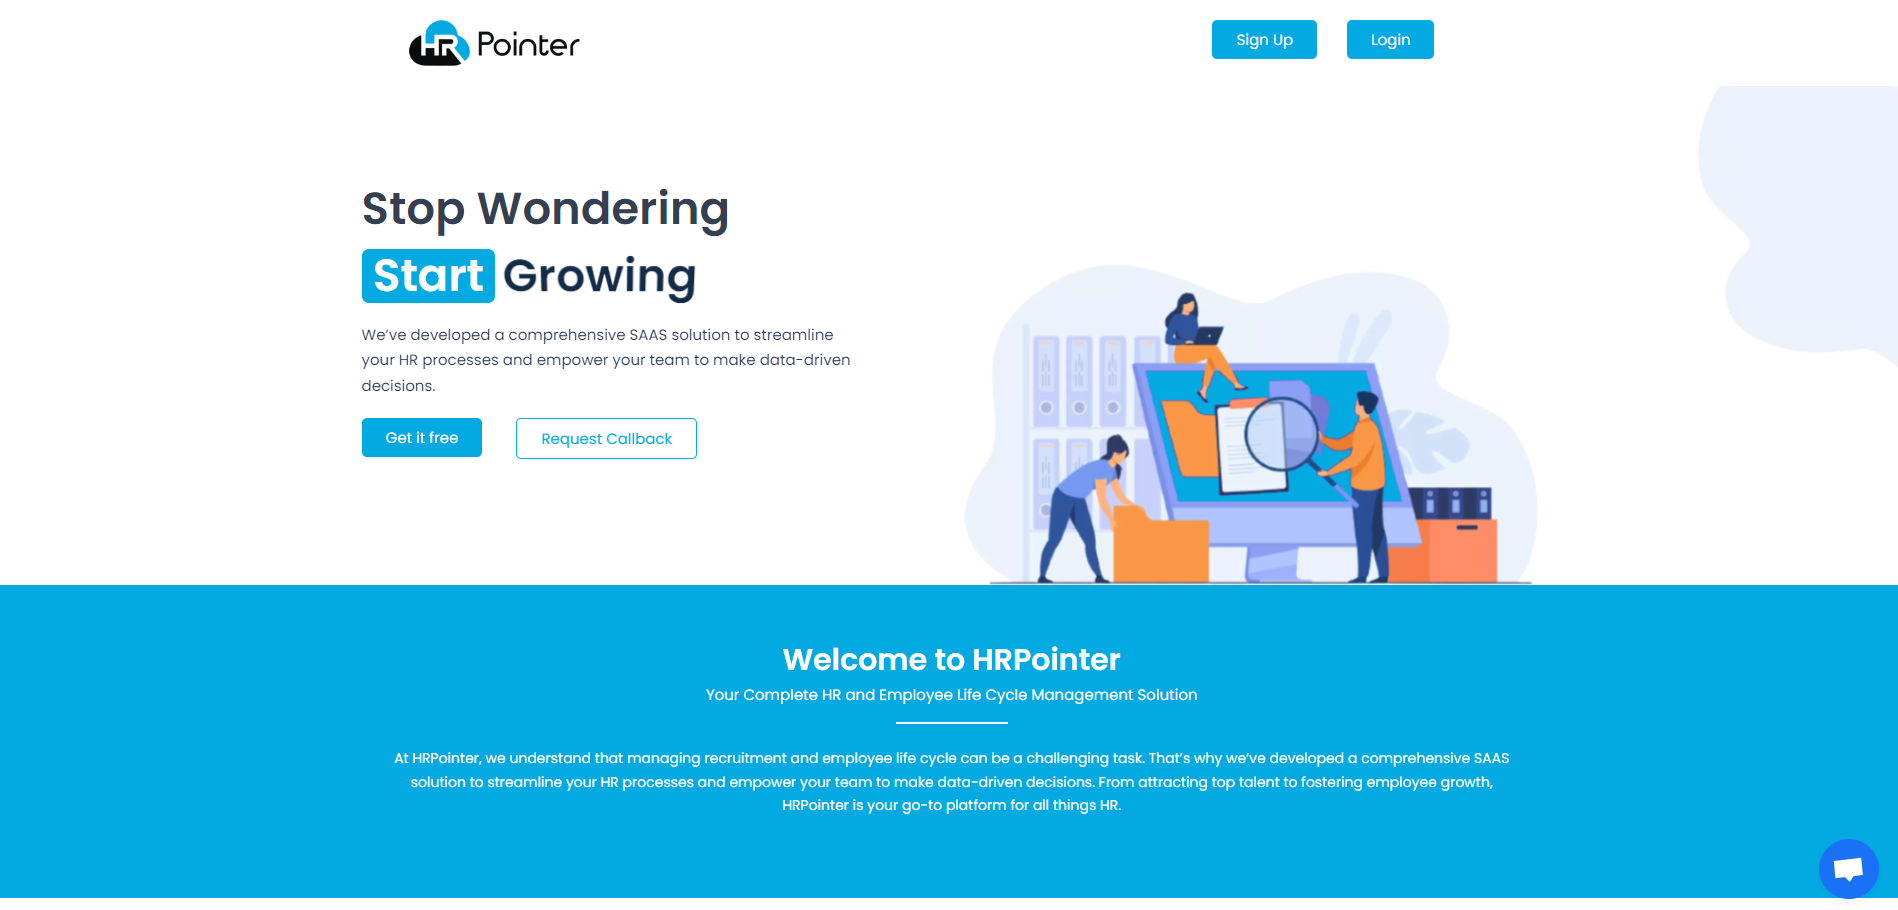 HR Pointer
Sign Up
Login
Stop Wondering
Start Growing
We’ve developed a comprehensive SAAS solution to streamline
your HR processes and empower your team to make data-driven
decisions.
Get it free
Request Callback
Welcome to HRPointer
Your Complete HR and Employee Life Cycle Management Solution
At HRPointer, we understand that managing recruitment and employee life cycle can be a challenging task. That’s why we’ve developed a comprehensive SAAS
solution to streamline your HR processes and empower your team to make data-driven decisions. From attracting top talent to fostering employee growth,
HRPointer is your go-to platform for all things HR.